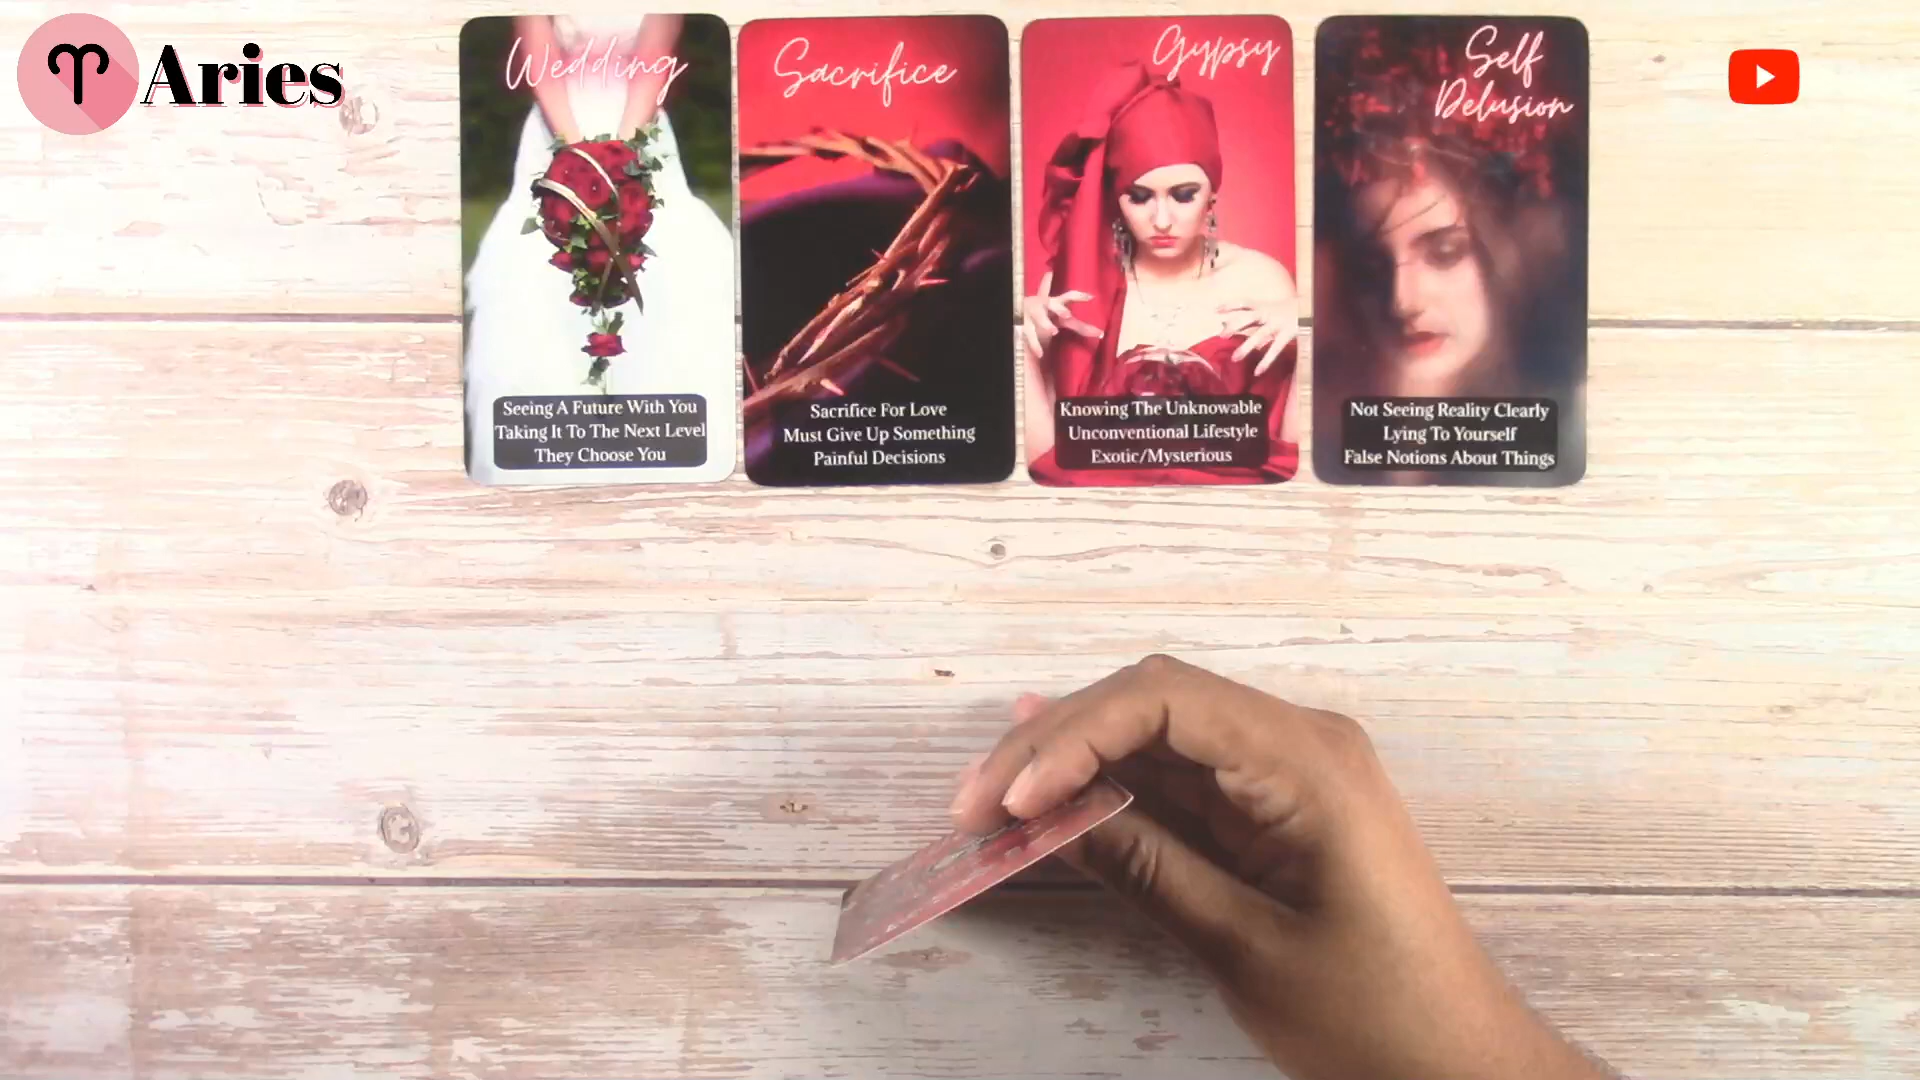 Aries
Wedding
Seeing A Future With You
Taking It To The Next Level
They Choose You
Sacrifice
Sacrifice For Love
Must Give Up Something
Painful Decisions
Gypsy
Knowing The Unknowable
Unconventional Lifestyle
Exotic/Mysterious
Self
Delusion
Not Seeing Reality Clearly
Lying To Yourself
False Notions About Things